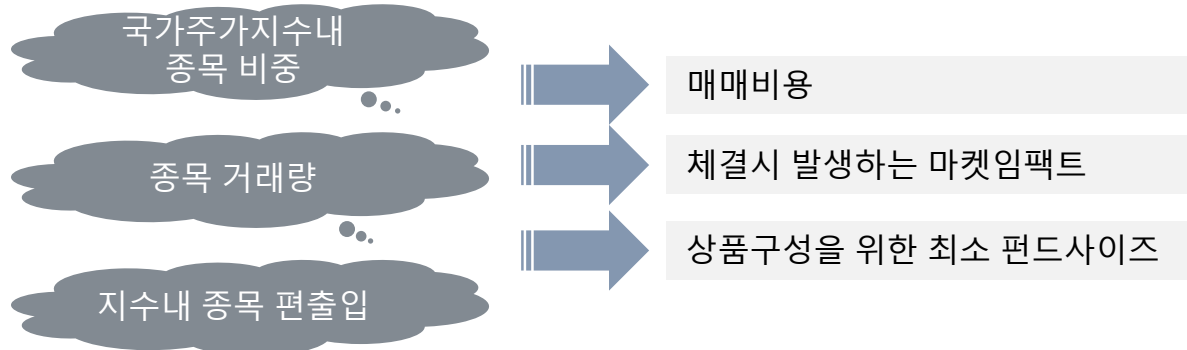 국가주가지수내
종목 비중
종목 거래량
지수내 종목 편출입
매매비용
체결시 발생하는 마켓임팩트
상품구성을 위한 최소 펀드사이즈